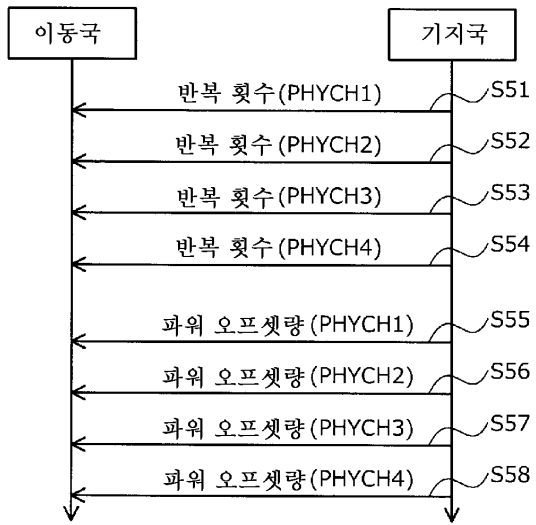 이동국
기지국
반복 횟수(PHYCH1)
S51
반복 횟수(PHYCH2)
S52
반복 횟수(PHYCH3)
S53
반복 횟수(PHYCH4)
S54
파워 오프셋량(PHYCH1)
S55
파워 오프셋량(PHYCH2)
S56
파워 오프셋량(PHYCH3)
S57
파워 오프셋량(PHYCH4)
S58